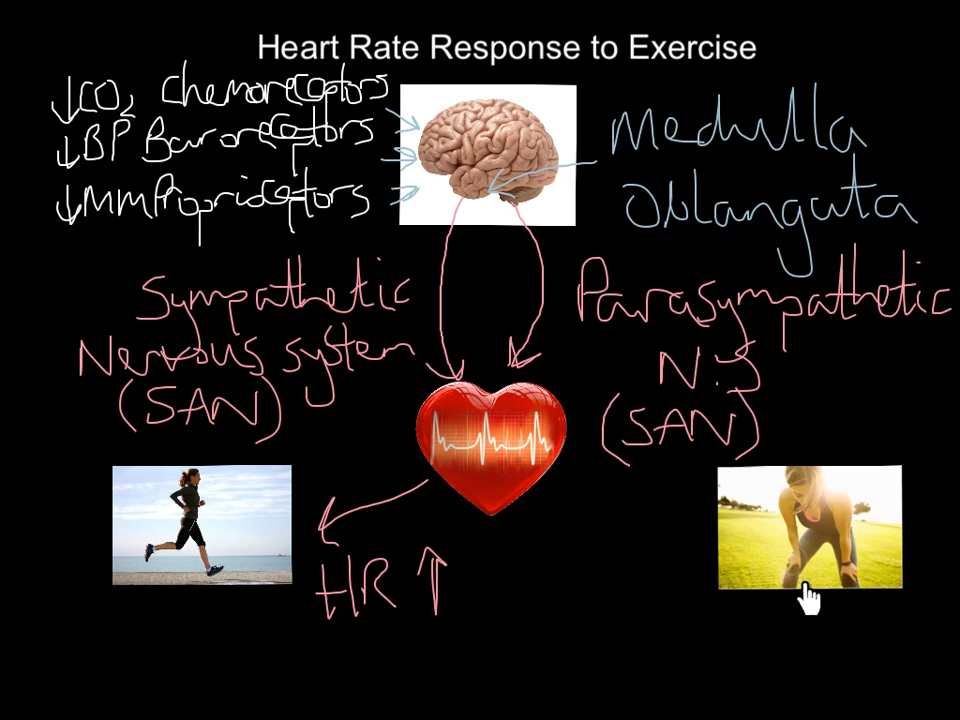 Heart Rate Response to Exercise
↓CO₂ Chemoreceptors
↓BP Baroreceptors
↓MM Propriceptors
Medulla
Oblangata
Sympathetic
Nervous system
(SAN)
Parasympathetic
N.S
(SAN)
HR ↑